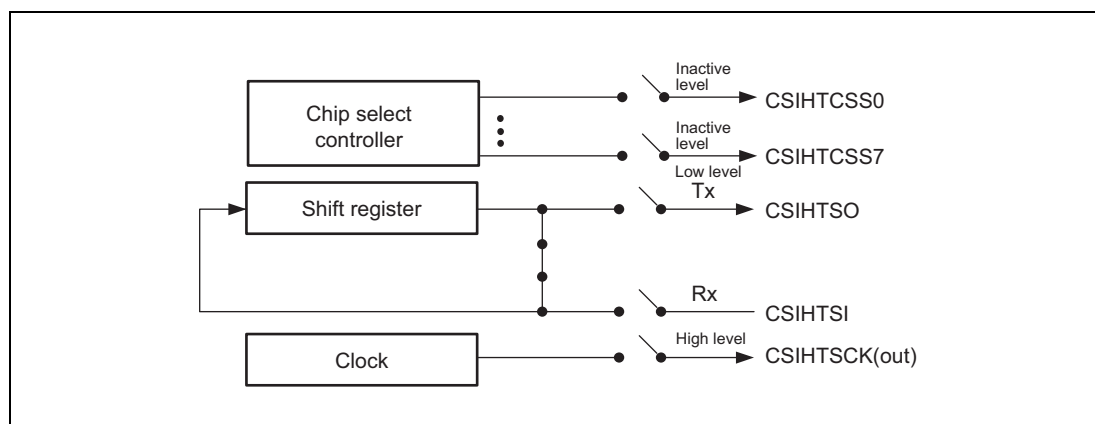 Chip select
controller
Inactive
level
CSIHTCSS0
Inactive
level
CSIHTCSS7
Shift register
Low level
Tx
CSIHTSO
Rx
CSIHTSI
Clock
High level
CSIHTSCK(out)